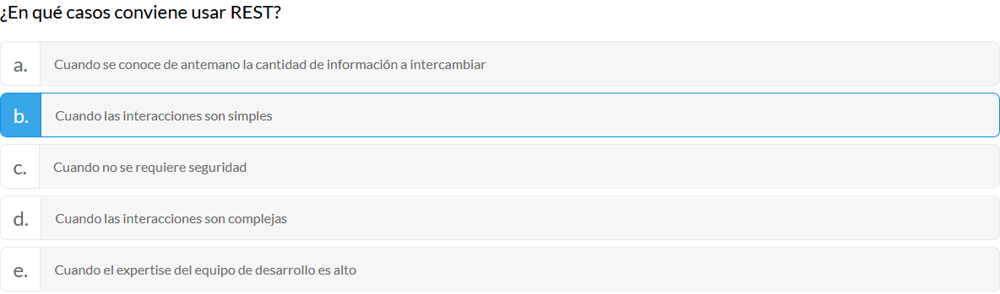 ¿En qué casos conviene usar REST?
a. Cuando se conoce de antemano la cantidad de información a intercambiar
b. Cuando las interacciones son simples
c. Cuando no se requiere seguridad
d. Cuando las interacciones son complejas
e. Cuando el expertise del equipo de desarrollo es alto